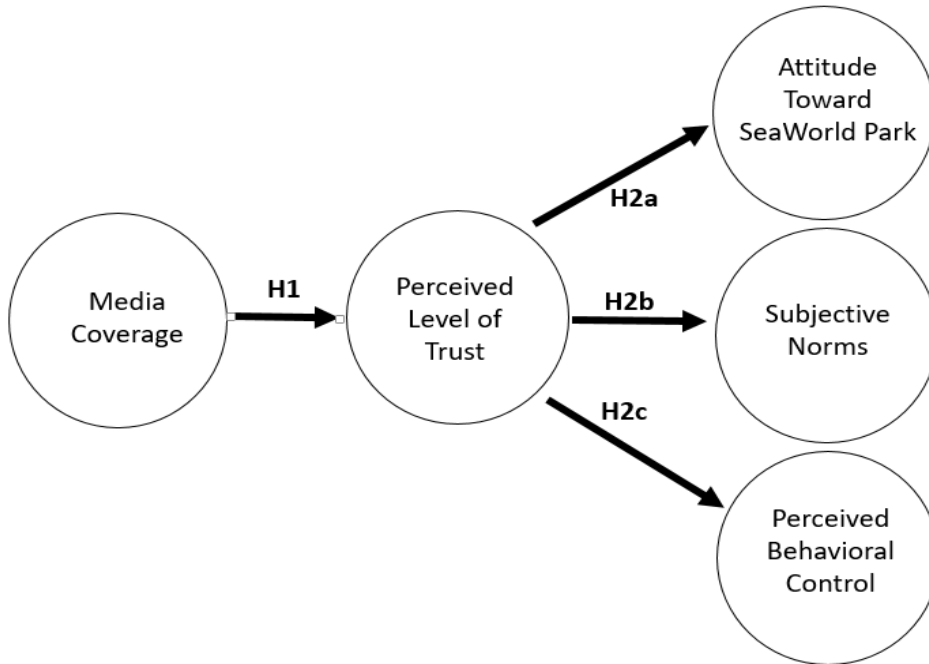 Media
Coverage
H1
Perceived
Level of
Trust
H2a
H2b
H2c
Attitude
Toward
SeaWorld Park
Subjective
Norms
Perceived
Behavioral
Control